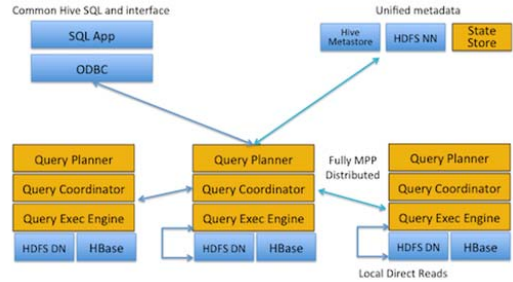 Common Hive SQL and interface
Unified metadata
SQL App
ODBC
Hive
Metastore
HDFS NN
State
Store
Query Planner
Query Coordinator
Query Exec Engine
HDFS DN
HBase
Query Planner
Query Coordinator
Query Exec Engine
HDFS DN
HBase
Fully MPP
Distributed
Query Planner
Query Coordinator
Query Exec Engine
HDFS DN
HBase
Local Direct Reads